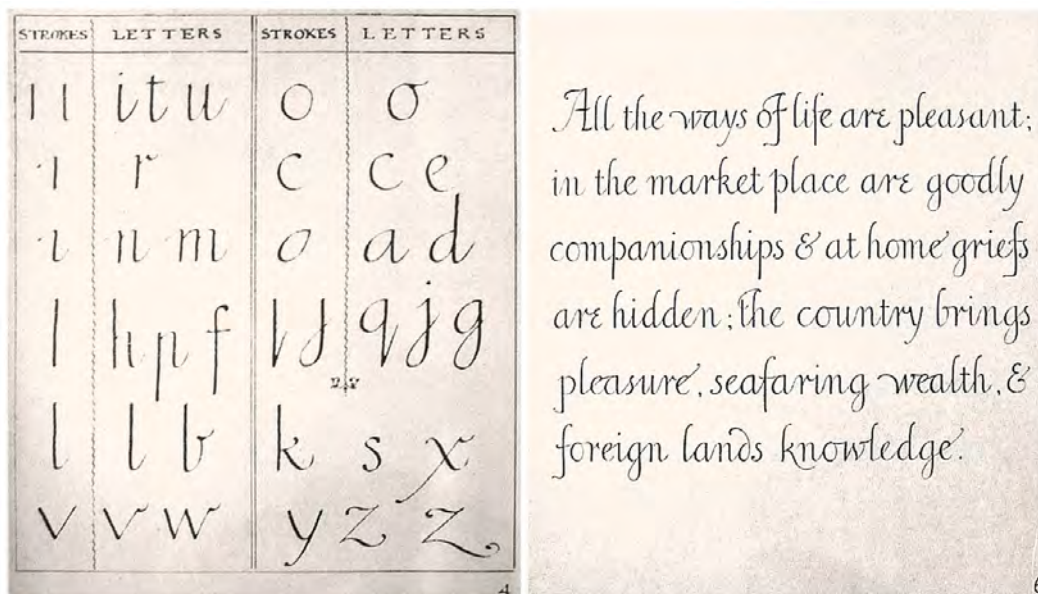 STROKES LETTERS STROKES LETTERS
ı ı i t u o o
ı r c c e
ı n m o a d
l h p f l J q j g
l l b k s x
v v w y z z
4
All the ways of life are pleasant;
in the market place are goodly
companionships & at home griefs
are hidden; the country brings
pleasure, seafaring wealth, &
foreign lands knowledge.
6